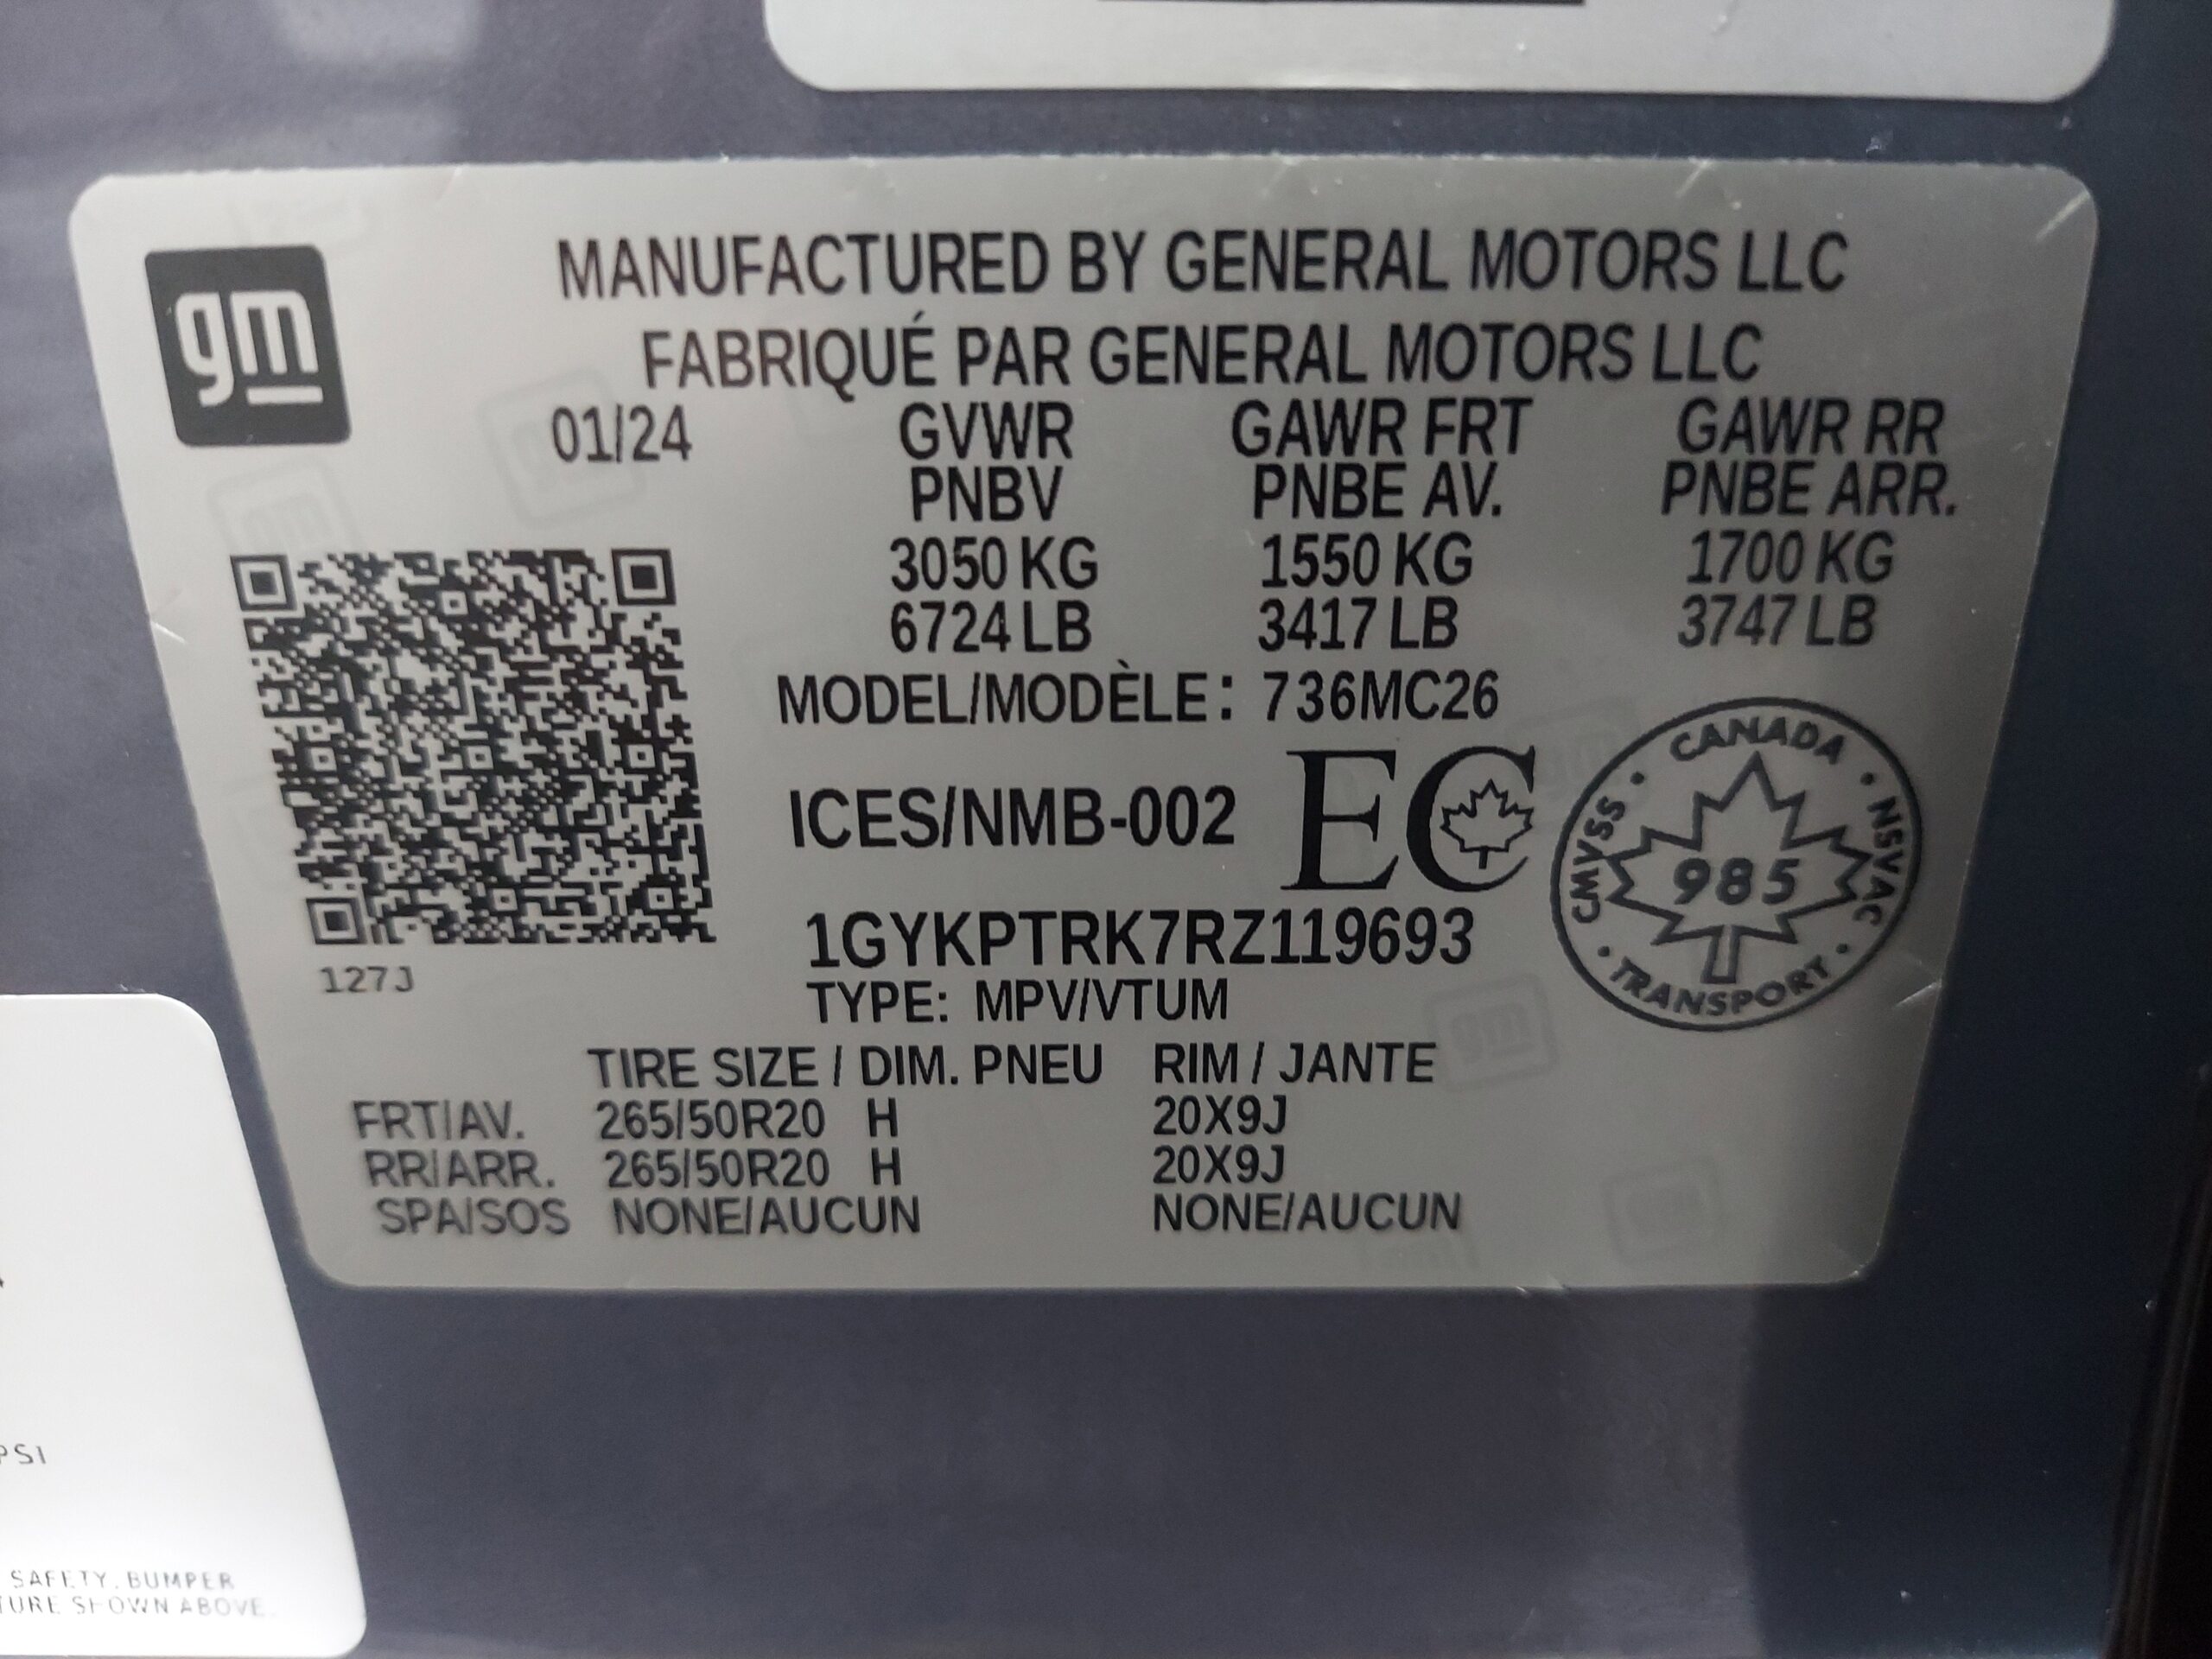 gm
MANUFACTURED BY GENERAL MOTORS LLC
FABRIQUÉ PAR GENERAL MOTORS LLC
01/24 GVWR GAWR FRT GAWR RR
PNBV PNBE AV. PNBE ARR.
3050 KG 1550 KG 1700 KG
6724 LB 3417 LB 3747 LB
MODEL/MODÈLE: 736MC26
ICES/NMB-002 EC
CANADA • NSVAC • TRANSPORT • CMVSS •
985
127J
1GYKPTRK7RZ119693
TYPE: MPV/VTUM
TIRE SIZE / DIM. PNEU RIM / JANTE
FRT/AV. 265/50R20 H 20X9J
RR/ARR. 265/50R20 H 20X9J
SPA/SOS NONE/AUCUN NONE/AUCUN
PSI
SAFETY, BUMPER
SHOWN ABOVE.